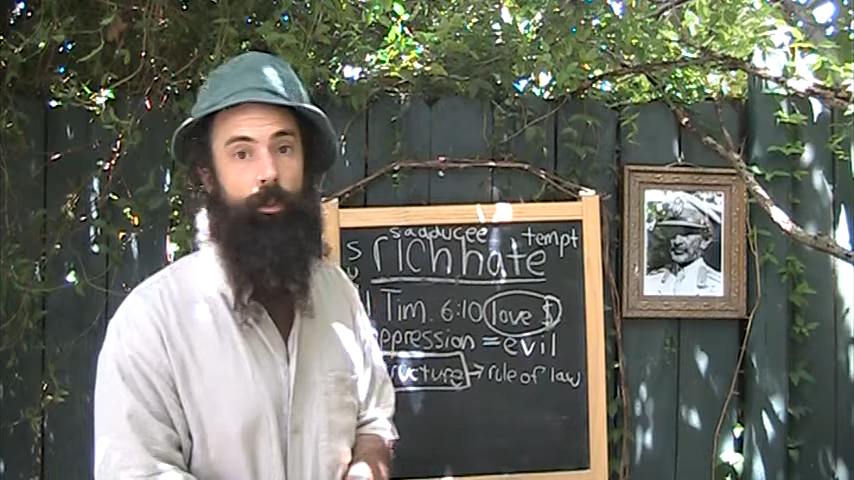 sadducee
tempt
rich hate
Tim. 6:10 love $
ppression = evil
ructure → rule of law